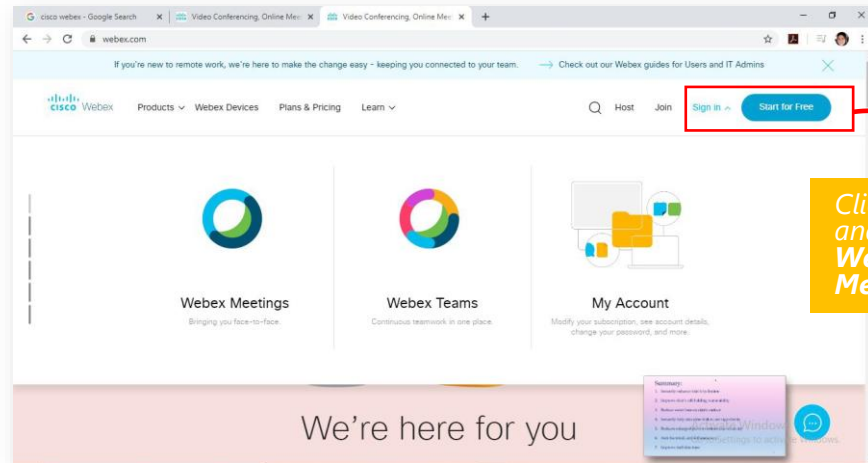 cisco webex - Google Search
Video Conferencing, Online Mee
Video Conferencing, Online Mee
webex.com
If you're new to remote work, we're here to make the change easy - keeping you connected to your team.
Check out our Webex guides for Users and IT Admins
CISCO Webex
Products
Webex Devices
Plans & Pricing
Learn
Host
Join
Sign in
Start for Free
Cli
and
We
Me
Webex Meetings
Webex Teams
My Account
Bringing you face-to-face.
Continuous teamwork in one place.
Modify your subscription, see account details,
change your password, and more.
Summary:
We're here for you